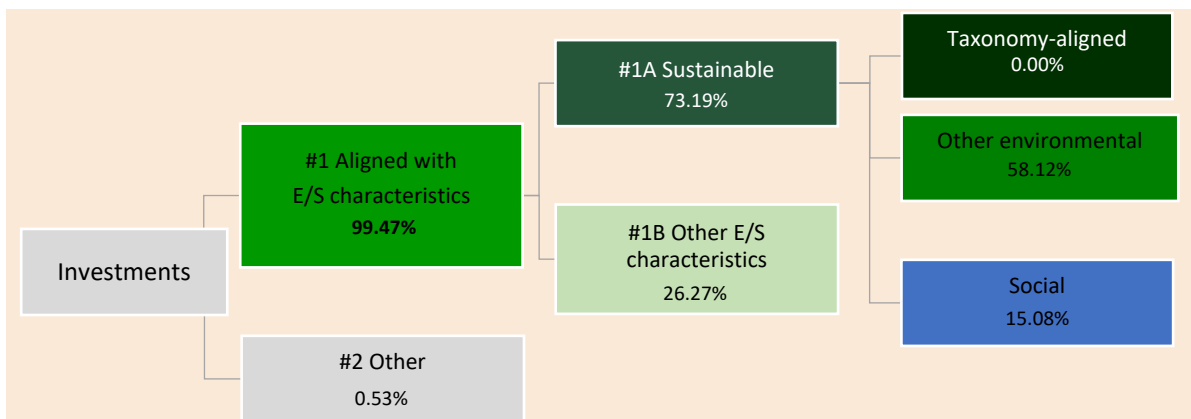 Investments
#1 Aligned with
E/S characteristics
99.47%
#2 Other
0.53%
#1A Sustainable
73.19%
#1B Other E/S
characteristics
26.27%
Taxonomy-aligned
0.00%
Other environmental
58.12%
Social
15.08%